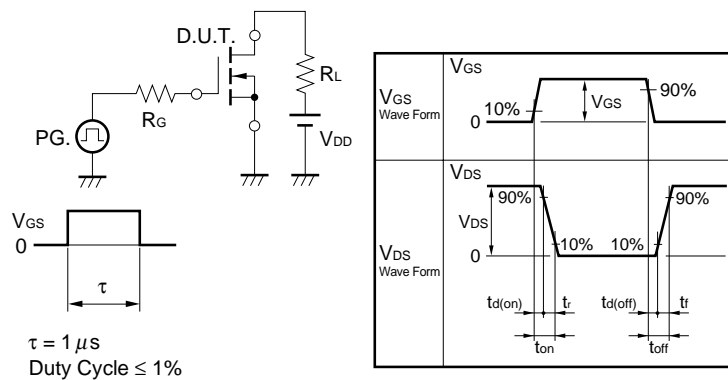 D.U.T.
RL
RG
PG.
VDD
VGS
0
τ
τ = 1 μs
Duty Cycle ≤ 1%
VGS
Wave Form
VGS
10%
VGS
90%
0
VDS
Wave Form
VDS
90%
VDS
90%
10%
10%
0
td(on)
tr
td(off)
tf
ton
toff